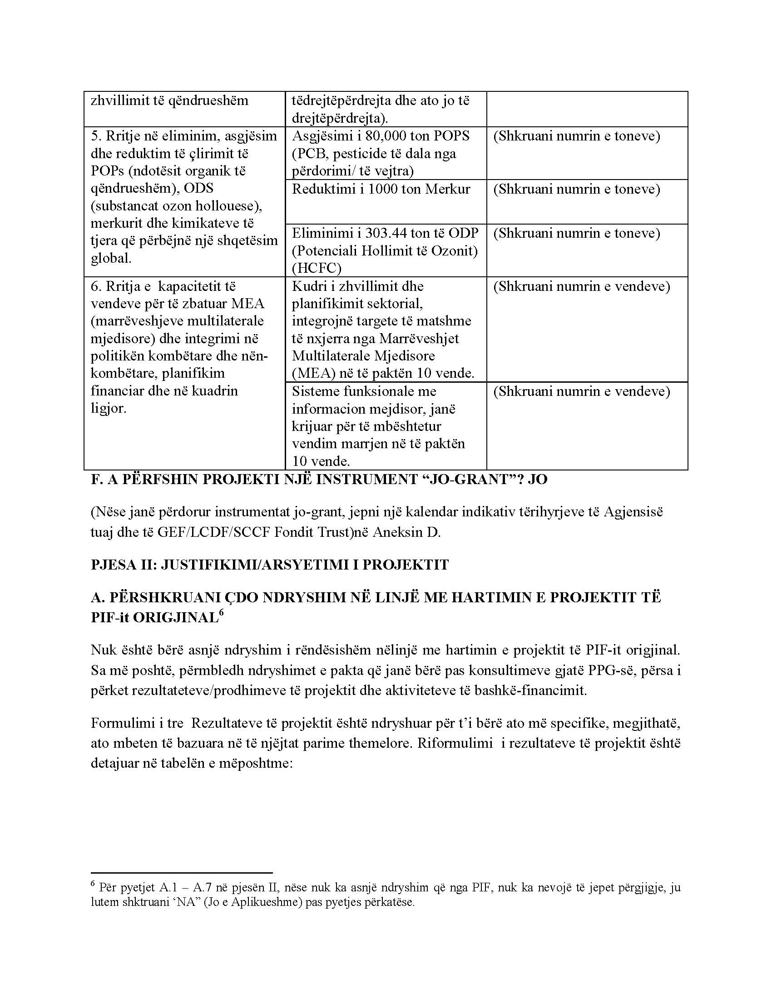 zhvillimit të qëndrueshëm
tëdrejtëpërdrejta dhe ato jo të
drejtëpërdrejta).
5. Rritje në eliminim, asgjësim
dhe reduktim të çlirimit të
POPs (ndotësit organik të
qëndrueshëm), ODS
(substancat ozon hollouese),
merkurit dhe kimikateve të
tjera që përbëjnë një shqetësim
global.
Asgjësimi i 80,000 ton POPS
(PCB, pesticide të dala nga
përdorimi/ të vejtra)
(Shkruani numrin e toneve)
Reduktimi i 1000 ton Merkur
(Shkruani numrin e toneve)
Eliminimi i 303.44 ton të ODP
(Potenciali Hollimit të Ozonit)
(HCFC)
(Shkruani numrin e toneve)
6. Rritja e  kapacitetit të
vendeve për të zbatuar MEA
(marrëveshjeve multilaterale
mjedisore) dhe integrimi në
politikën kombëtare dhe nën-
kombëtare, planifikim
financiar dhe në kuadrin
ligjor.
Kudri i zhvillimit dhe
planifikimit sektorial,
integrojnë targete të matshme
të nxjerra nga Marrëveshjet
Multilaterale Mjedisore
(MEA) në të paktën 10 vende.
(Shkruani numrin e vendeve)
Sisteme funksionale me
informacion mejdisor, janë
krijuar për të mbështetur
vendim marrjen në të paktën
10 vende.
(Shkruani numrin e vendeve)
F. A PËRFSHIN PROJEKTI NJË INSTRUMENT “JO-GRANT”? JO
(Nëse janë përdorur instrumentat jo-grant, jepni një kalendar indikativ tërihyrjeve të Agjensisë
tuaj dhe të GEF/LCDF/SCCF Fondit Trust)në Aneksin D.
PJESA II: JUSTIFIKIMI/ARSYETIMI I PROJEKTIT
A. PËRSHKRUANI ÇDO NDRYSHIM NË LINJË ME HARTIMIN E PROJEKTIT TË
PIF-it ORIGJINAL6
Nuk është bërë asnjë ndryshim i rëndësishëm nëlinjë me hartimin e projektit të PIF-it origjinal.
Sa më poshtë, përmbledh ndryshimet e pakta që janë bërë pas konsultimeve gjatë PPG-së, përsa i
përket rezultateteve/prodhimeve të projektit dhe aktiviteteve të bashkë-financimit.
Formulimi i tre  Rezultateve të projektit është ndryshuar për t’i bërë ato më specifike, megjithatë,
ato mbeten të bazuara në të njëjtat parime themelore. Riformulimi  i rezultateve të projektit është
detajuar në tabelën e mëposhtme:
6 Për pyetjet A.1 – A.7 në pjesën II, nëse nuk ka asnjë ndryshim që nga PIF, nuk ka nevojë të jepet përgjigje, ju
lutem shktruani ‘NA” (Jo e Aplikueshme) pas pyetjes përkatëse.